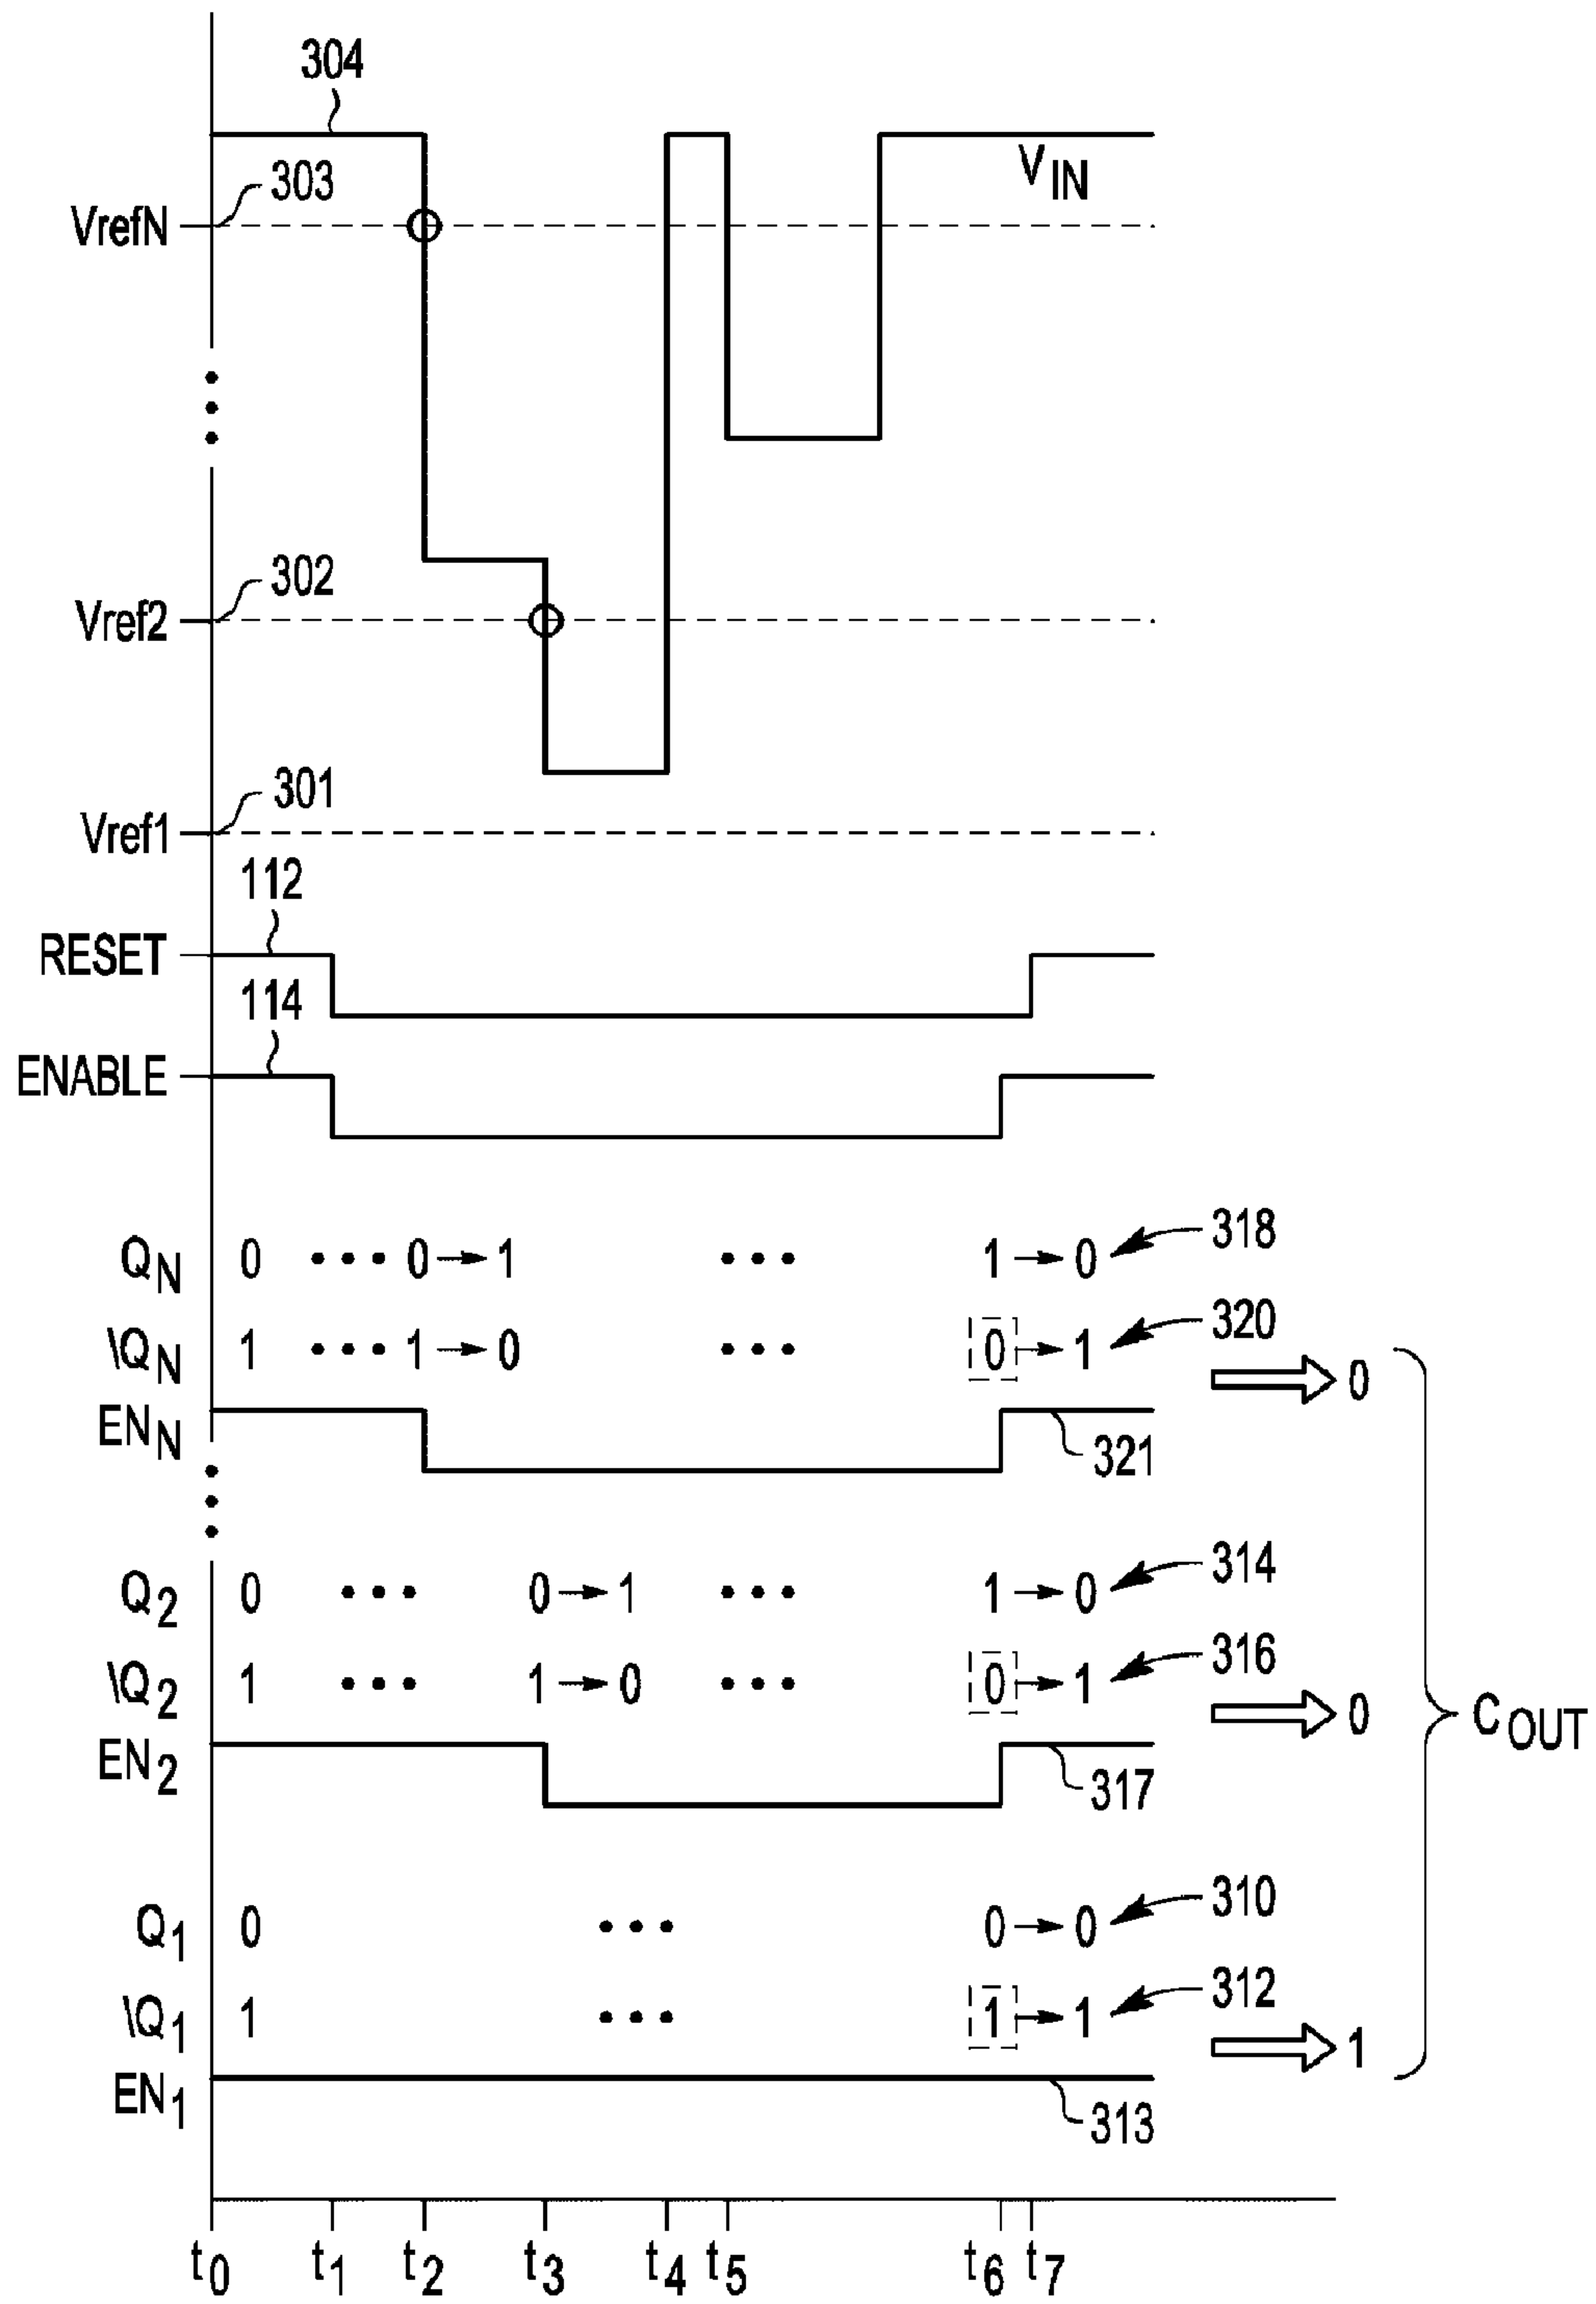 304
V_IN
303
VrefN
302
Vref2
301
Vref1
112
RESET
114
ENABLE
Q_N 0 ••• 0 → 1 ••• 1 → 0 318
\Q_N 1 ••• 1 → 0 ••• 0 → 1 320
⇒ 0
EN_N
321
Q_2 0 ••• 0 → 1 ••• 1 → 0 314
\Q_2 1 ••• 1 → 0 ••• 0 → 1 316
⇒ 0
C_OUT
EN_2
317
Q_1 0 ••• 0 → 0 310
\Q_1 1 ••• 1 → 1 312
⇒ 1
EN_1
313
t_0 t_1 t_2 t_3 t_4 t_5 t_6 t_7